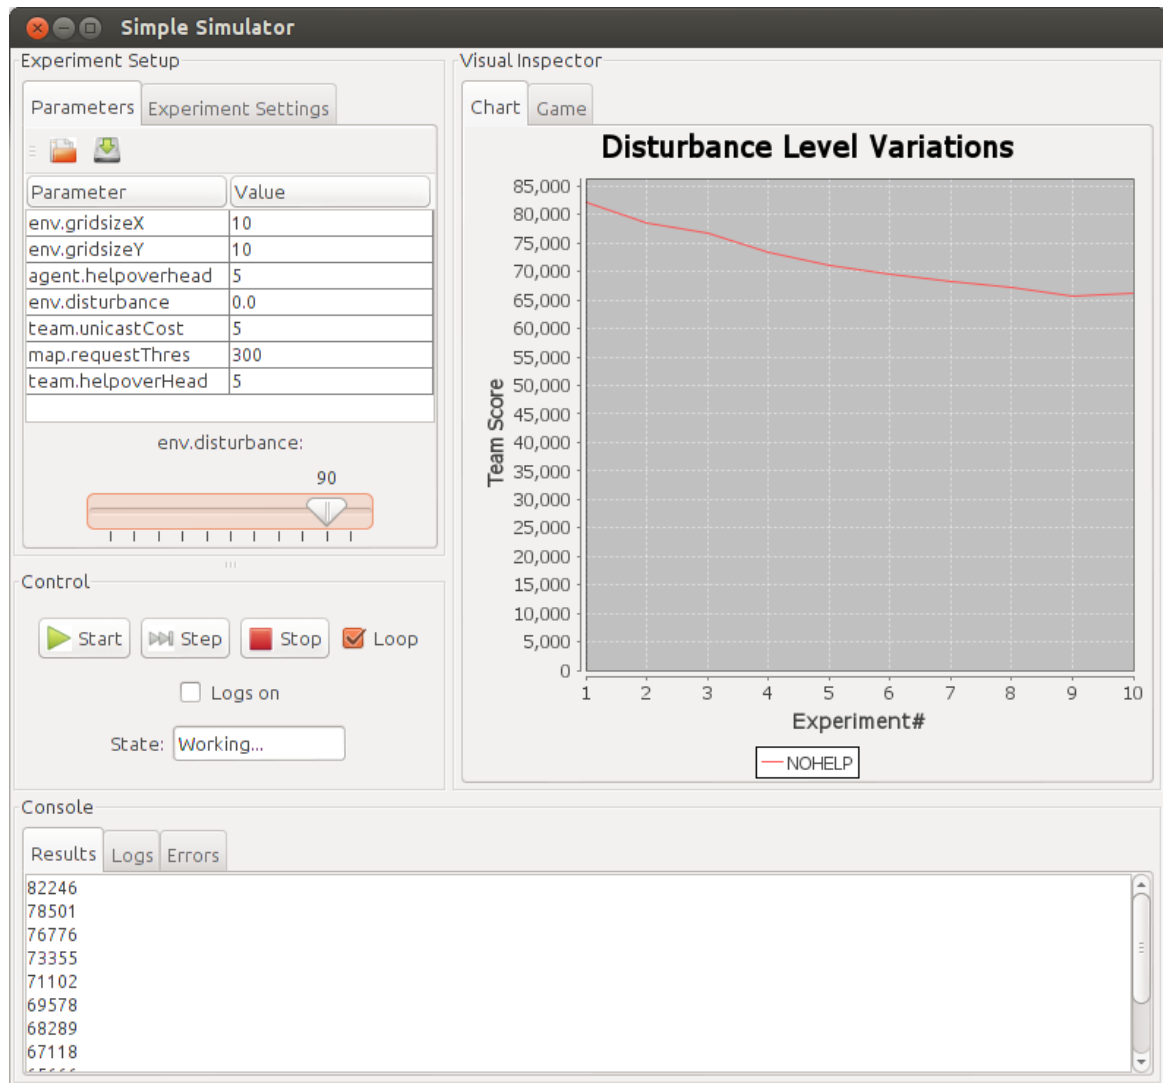 Simple Simulator
Experiment Setup
Parameters Experiment Settings
Parameter Value
env.gridsizeX 10
env.gridsizeY 10
agent.helpoverhead 5
env.disturbance 0.0
team.unicastCost 5
map.requestThres 300
team.helpoverHead 5
env.disturbance:
90
Control
Start Step Stop Loop
Logs on
State: Working...
Visual Inspector
Chart Game
Disturbance Level Variations
85,000
80,000
75,000
70,000
65,000
60,000
55,000
50,000
45,000
40,000
35,000
30,000
25,000
20,000
15,000
10,000
5,000
0
Team Score
1 2 3 4 5 6 7 8 9 10
Experiment#
NOHELP
Console
Results Logs Errors
82246
78501
76776
73355
71102
69578
68289
67118